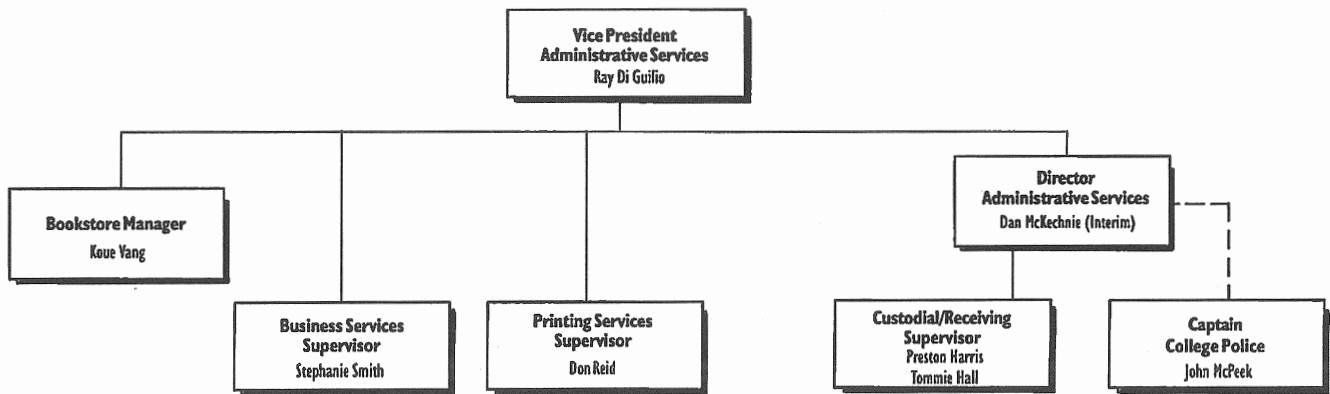 Vice President
Administrative Services
Ray Di Guilio
Bookstore Manager
Koue Vang
Director
Administrative Services
Dan McKechnie (Interim)
Business Services
Supervisor
Stephanie Smith
Printing Services
Supervisor
Don Reid
Custodial/Receiving
Supervisor
Preston Harris
Tommie Hall
Captain
College Police
John McPeek